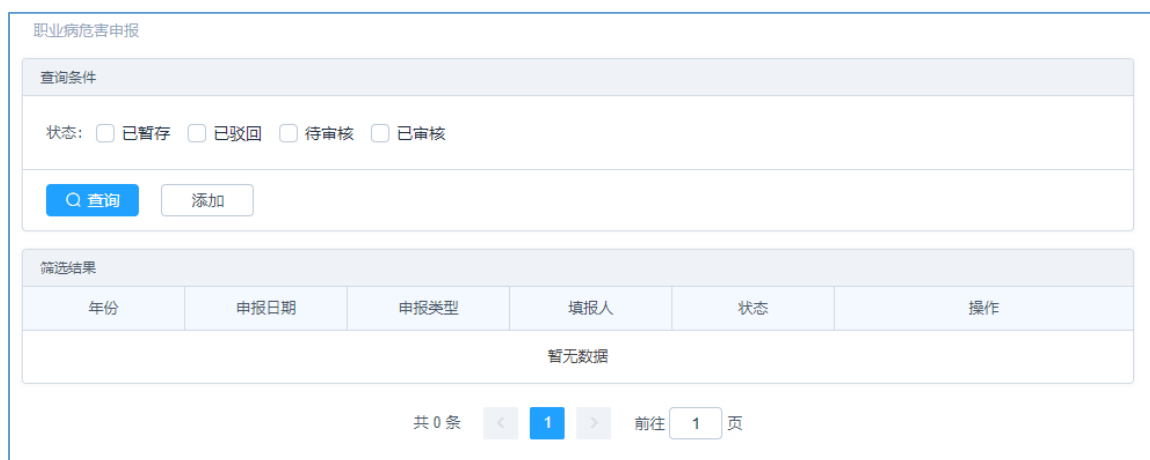 职业病危害申报
查询条件
状态: 已暂存 已驳回 待审核 已审核
查询 添加
筛选结果
年份 申报日期 申报类型 填报人 状态 操作
暂无数据
共 0 条 < 1 > 前往 1 页